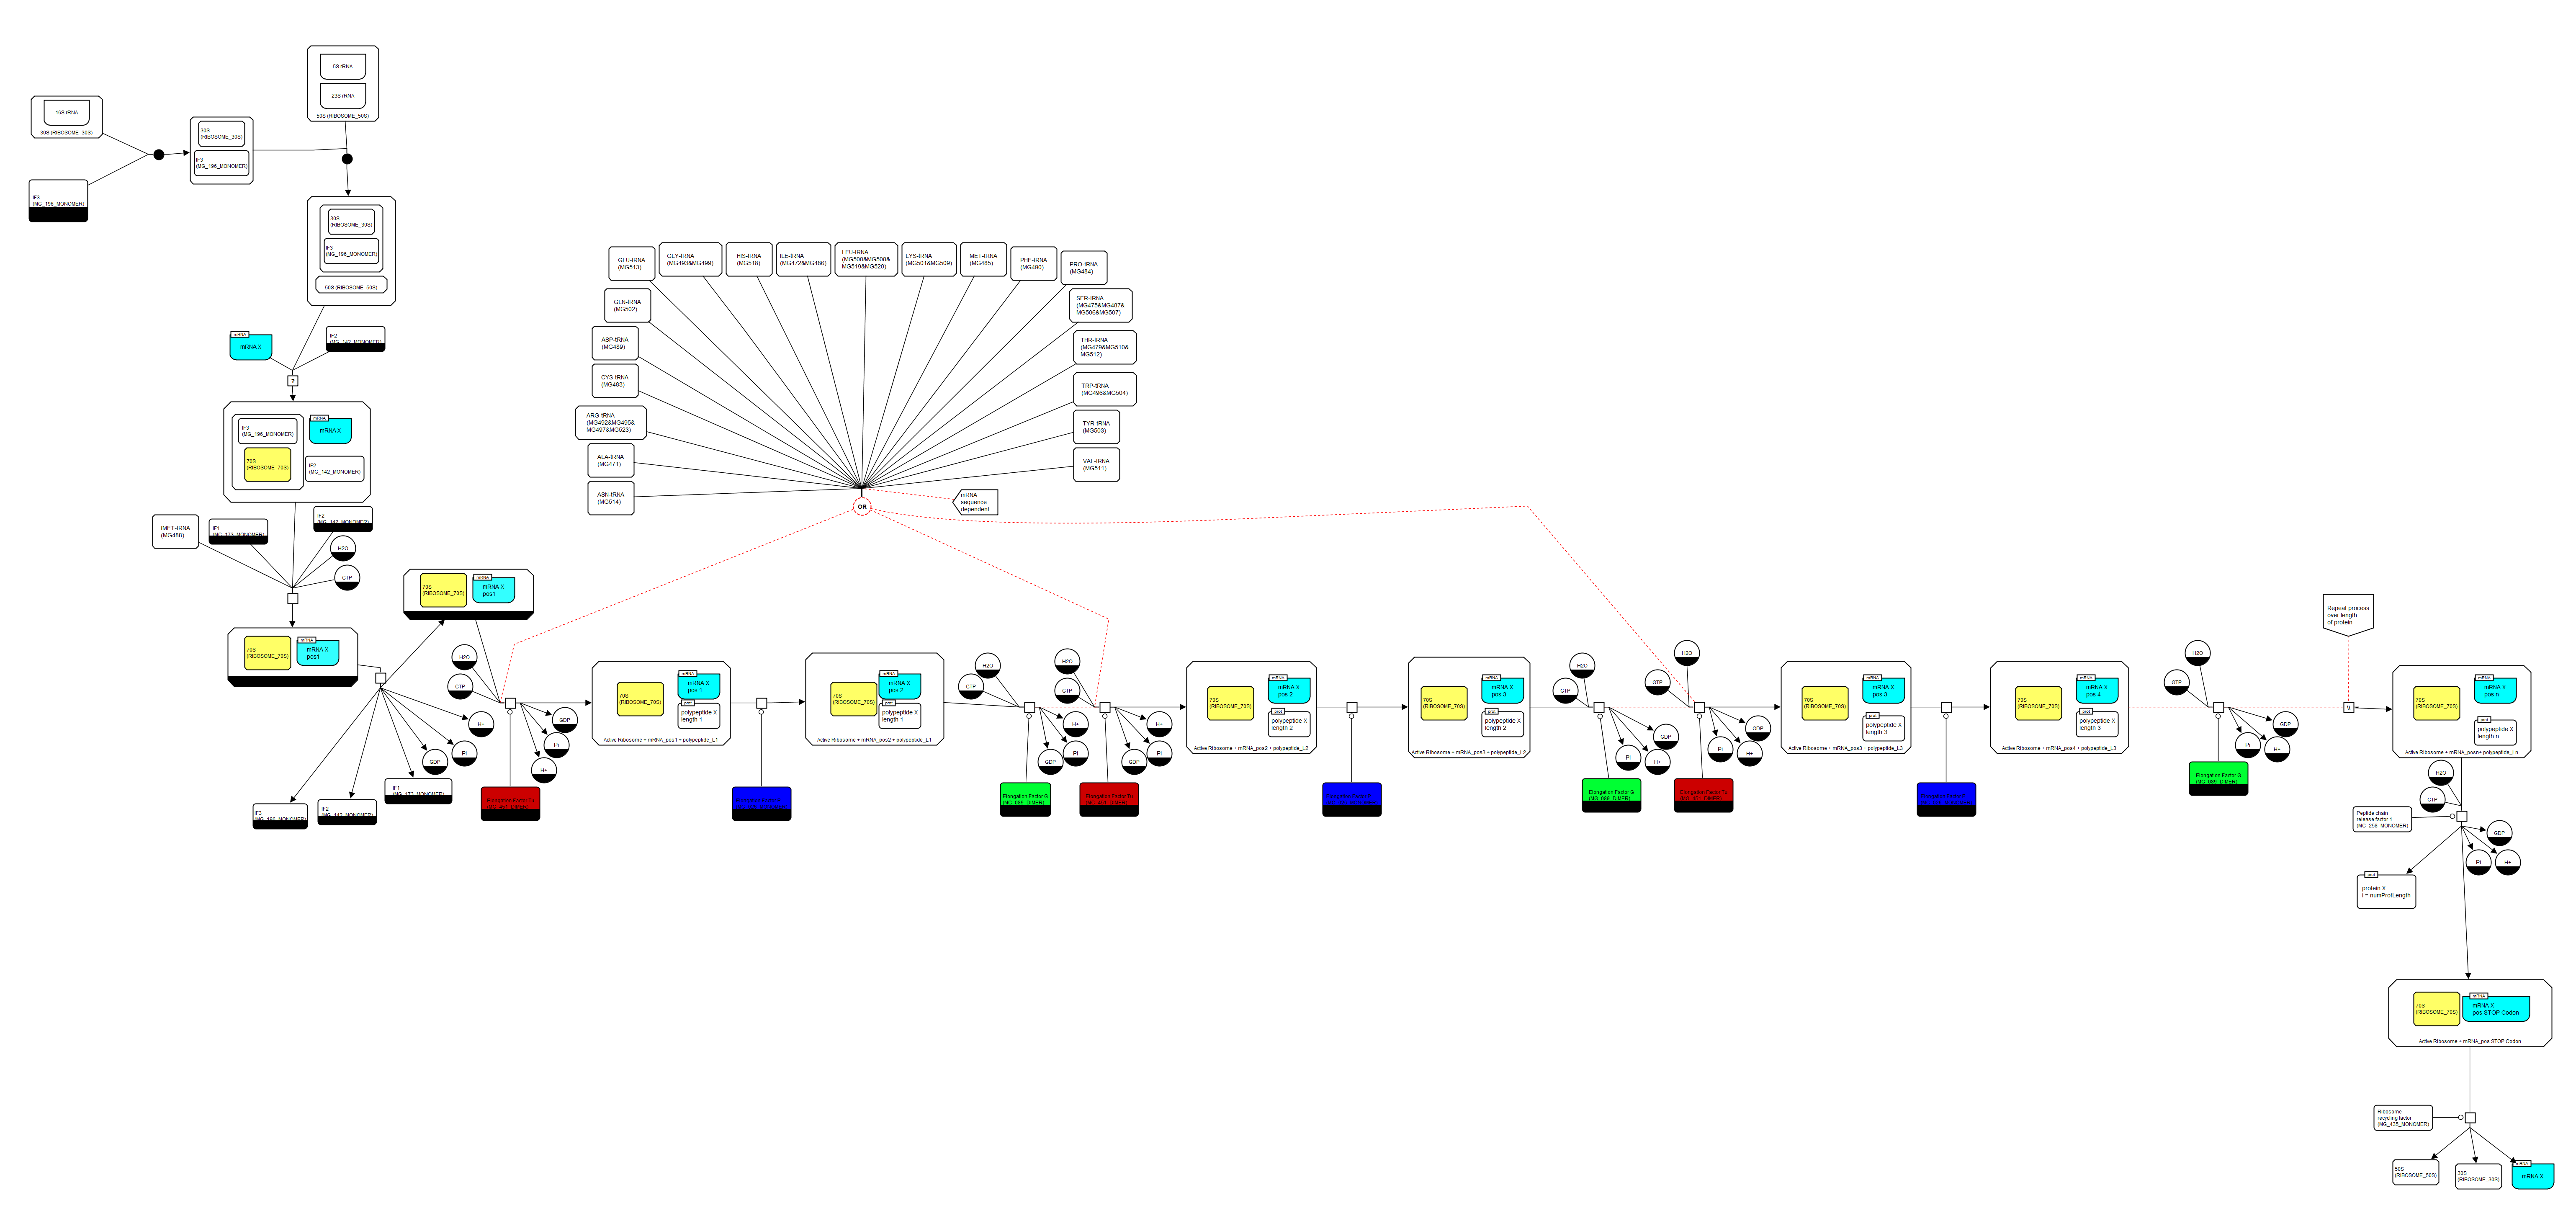 5S rRNA
23S rRNA
50S (RIBOSOME_50S)
16S rRNA
30S (RIBOSOME_30S)
IF3
(MG_196_MONOMER)
30S
(RIBOSOME_30S)
IF3
(MG_196_MONOMER)
30S
(RIBOSOME_30S)
IF3
(MG_196_MONOMER)
50S (RIBOSOME_50S)
mRNA
mRNA X
IF2
(MG_142_MONOMER)
?
IF3
(MG_196_MONOMER)
70S
(RIBOSOME_70S)
mRNA
mRNA X
IF2
(MG_142_MONOMER)
fMET-tRNA
(MG488)
IF1
(MG_173_MONOMER)
IF2
(MG_142_MONOMER)
H2O
GTP
70S
(RIBOSOME_70S)
mRNA
mRNA X
pos1
70S
(RIBOSOME_70S)
mRNA
mRNA X
pos1
IF3
(MG_196_MONOMER)
IF2
(MG_142_MONOMER)
IF1
(MG_173_MONOMER)
GDP
Pi
H+
GLU-tRNA
(MG513)
GLY-tRNA
(MG493&MG499)
HIS-tRNA
(MG518)
ILE-tRNA
(MG472&MG486)
LEU-tRNA
(MG500&MG508&
MG519&MG520)
LYS-tRNA
(MG501&MG509)
MET-tRNA
(MG485)
PHE-tRNA
(MG490)
PRO-tRNA
(MG484)
GLN-tRNA
(MG502)
SER-tRNA
(MG475&MG487&
MG506&MG507)
ASP-tRNA
(MG489)
THR-tRNA
(MG479&MG510&
MG512)
CYS-tRNA
(MG483)
TRP-tRNA
(MG496&MG504)
ARG-tRNA
(MG492&MG495&
MG497&MG523)
TYR-tRNA
(MG503)
ALA-tRNA
(MG471)
VAL-tRNA
(MG511)
ASN-tRNA
(MG514)
mRNA
sequence
dependent
OR
H2O
GTP
GDP
Pi
H+
Elongation Factor Tu
(MG_451_DIMER)
70S
(RIBOSOME_70S)
mRNA
mRNA X
pos 1
prot
polypeptide X
length 1
Active Ribosome + mRNA_pos1 + polypeptide_L1
70S
(RIBOSOME_70S)
mRNA
mRNA X
pos 2
prot
polypeptide X
length 1
Active Ribosome + mRNA_pos2 + polypeptide_L1
H2O
GTP
H+
Pi
GDP
Elongation Factor G
(MG_089_DIMER)
H2O
GTP
H+
Pi
GDP
Elongation Factor Tu
(MG_451_DIMER)
70S
(RIBOSOME_70S)
mRNA
mRNA X
pos 2
prot
polypeptide X
length 2
Active Ribosome + mRNA_pos2 + polypeptide_L2
70S
(RIBOSOME_70S)
mRNA
mRNA X
pos 3
prot
polypeptide X
length 2
Active Ribosome + mRNA_pos3 + polypeptide_L2
H2O
GTP
GDP
Pi
H+
Elongation Factor G
(MG_089_DIMER)
H2O
GTP
GDP
Pi
H+
Elongation Factor Tu
(MG_451_DIMER)
70S
(RIBOSOME_70S)
mRNA
mRNA X
pos 3
prot
polypeptide X
length 3
Active Ribosome + mRNA_pos3 + polypeptide_L3
70S
(RIBOSOME_70S)
mRNA
mRNA X
pos 4
prot
polypeptide X
length 3
Active Ribosome + mRNA_pos4 + polypeptide_L3
H2O
GTP
GDP
Pi
H+
Elongation Factor G
(MG_089_DIMER)
Repeat process
over length
of protein
\\
70S
(RIBOSOME_70S)
mRNA
mRNA X
pos n
prot
polypeptide X
length n
Active Ribosome + mRNA_posn+ polypeptide_Ln
H2O
GTP
Peptide chain
release factor 1
(MG_258_MONOMER)
GDP
Pi
H+
prot
protein X
i = numProtLength
70S
(RIBOSOME_70S)
mRNA
mRNA X
pos STOP Codon
Active Ribosome + mRNA_pos STOP Codon
Ribosome
recycling factor
(MG_435_MONOMER)
50S
(RIBOSOME_50S)
30S
(RIBOSOME_30S)
mRNA
mRNA X